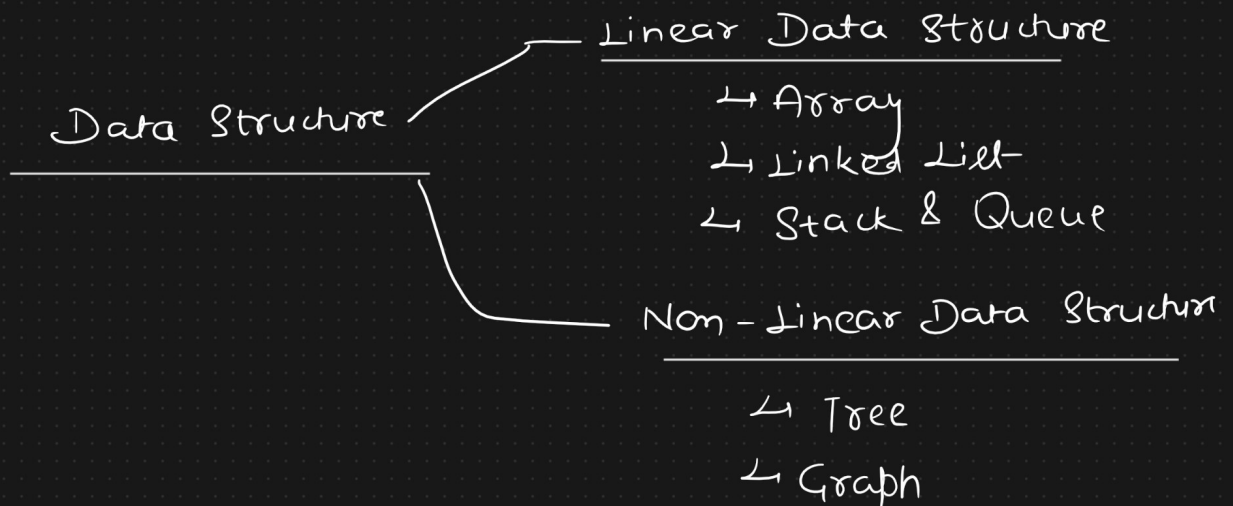 Data Structure
Linear Data Structure
↳ Array
↳ Linked List
↳ Stack & Queue
Non-Linear Data Structure
↳ Tree
↳ Graph